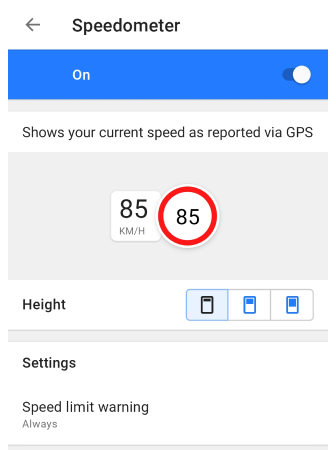 Speedometer
On
Shows your current speed as reported via GPS
85
KM/H
85
Height
Settings
Speed limit warning
Always